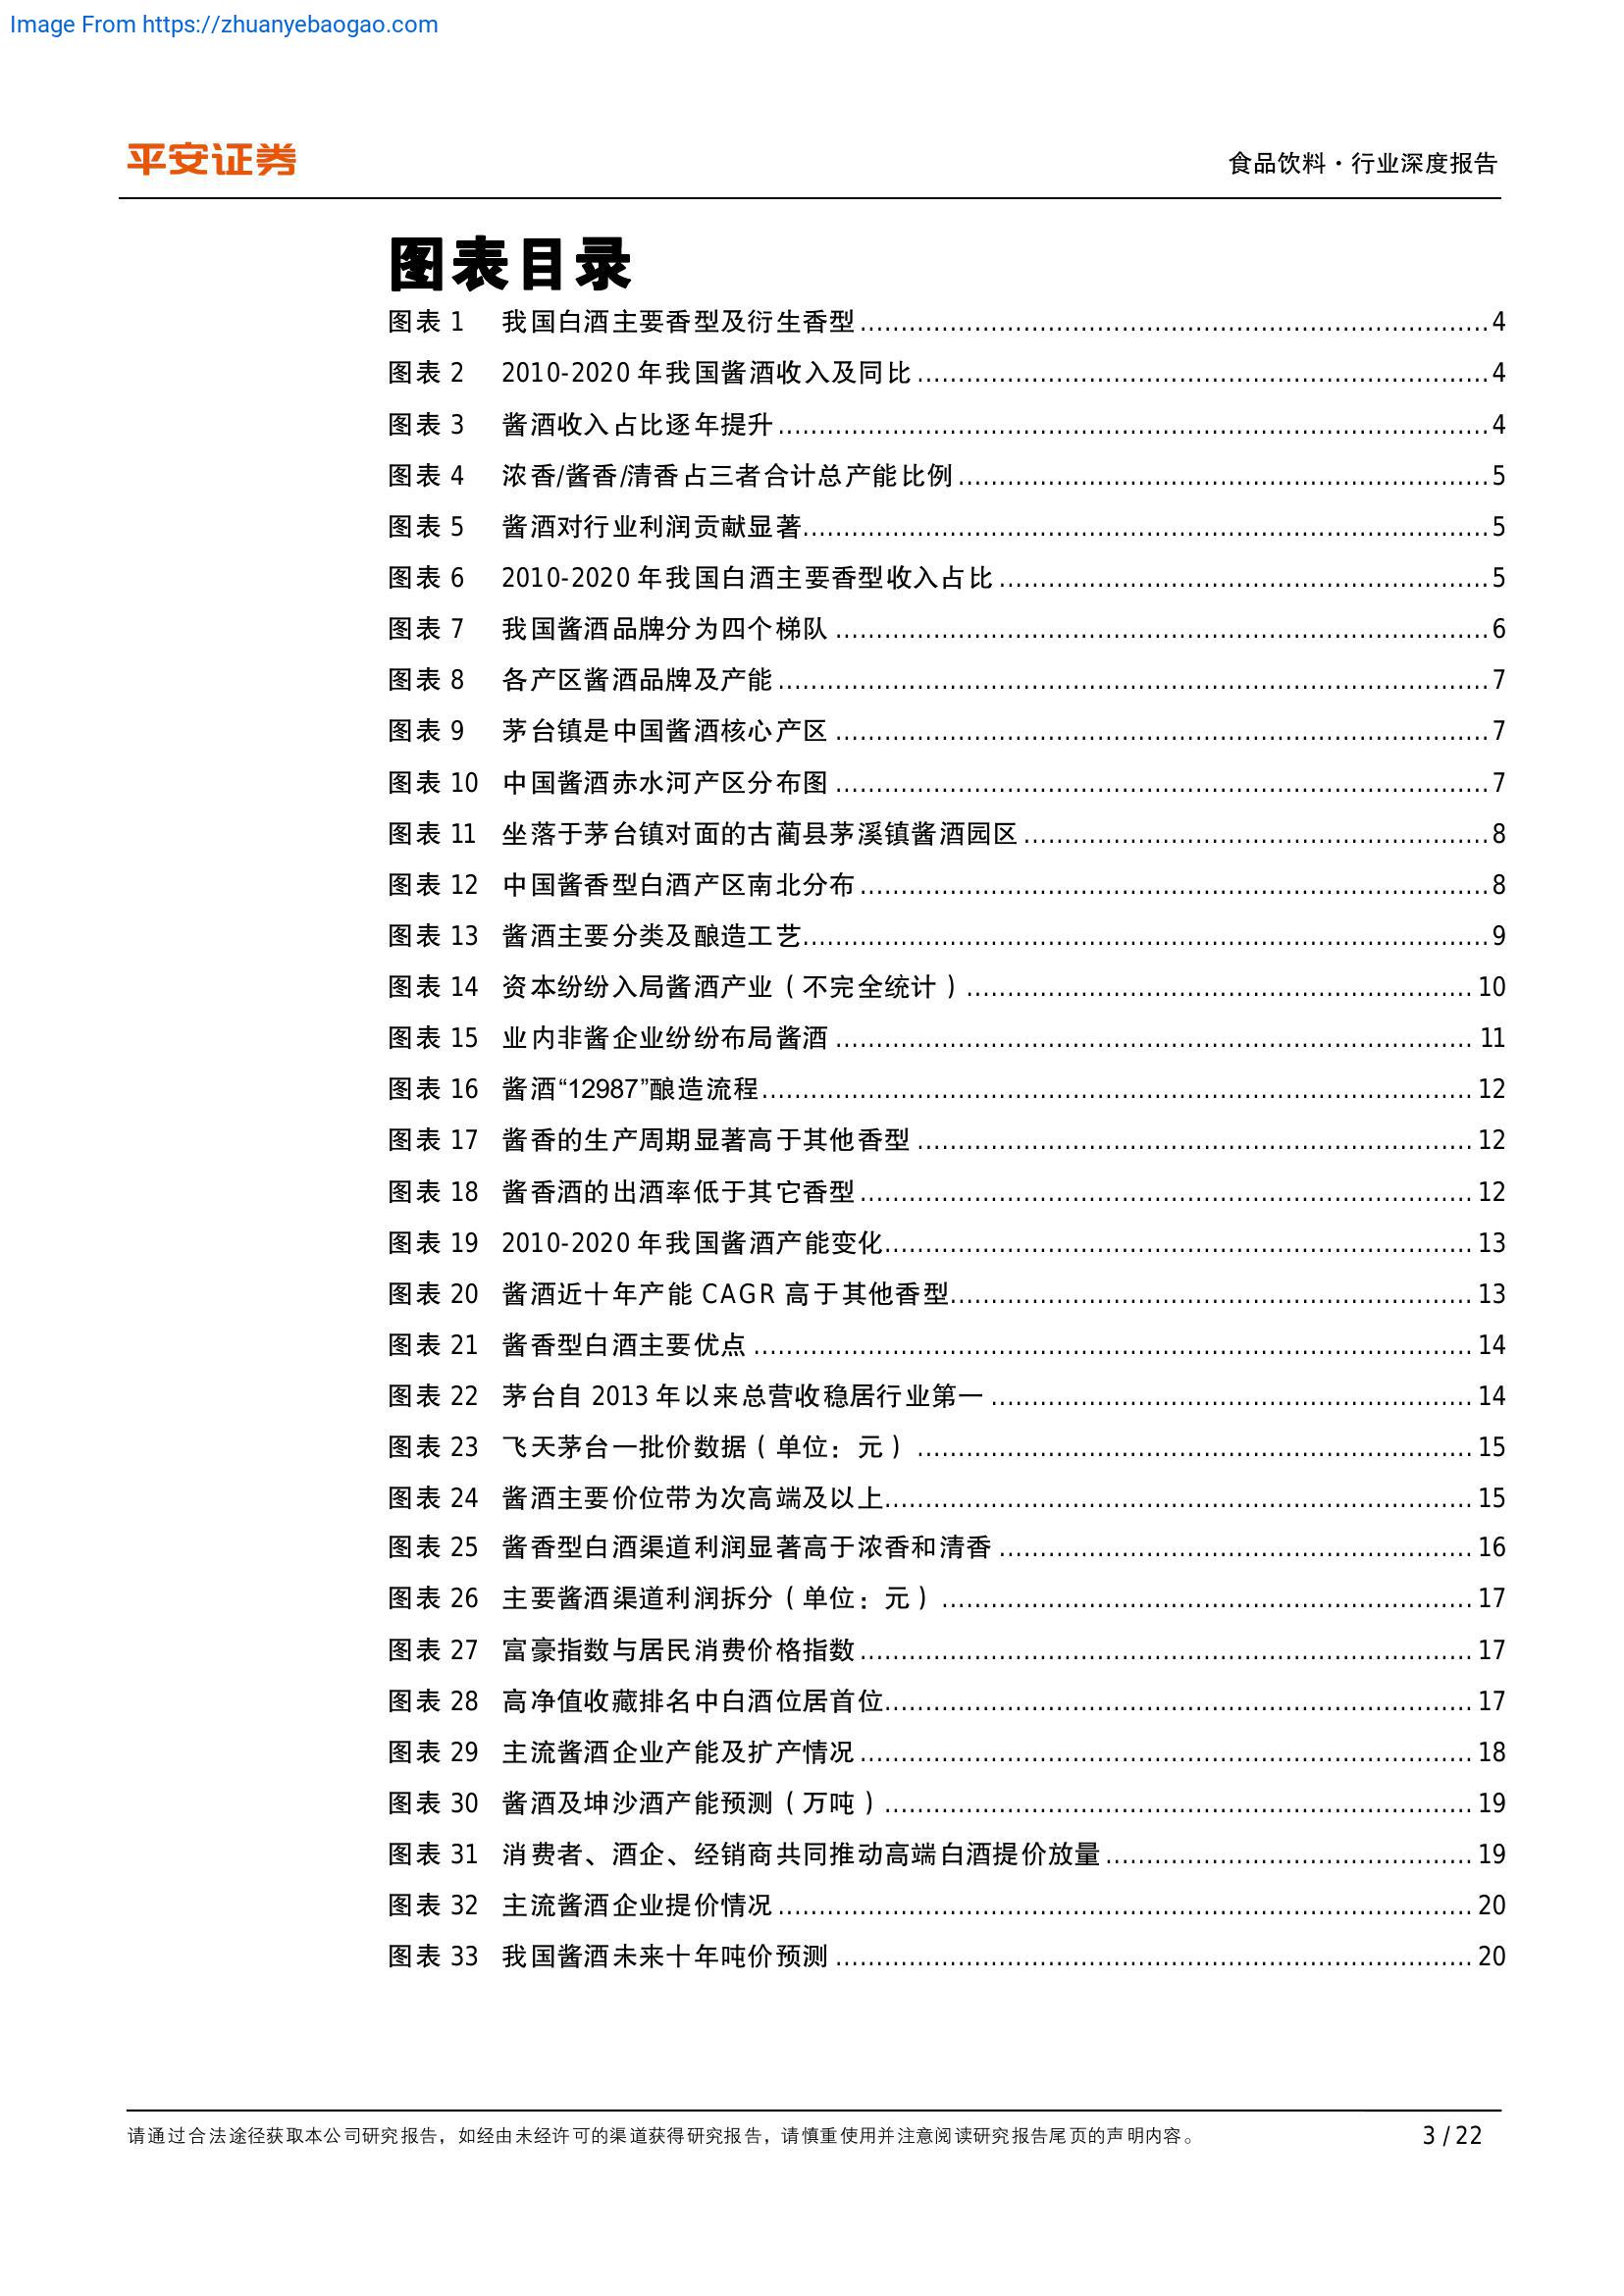 Image From https://zhuanyebaogao.com
平安证券
食品饮料·行业深度报告
图表目录
图表 1 我国白酒主要香型及衍生香型 4
图表 2 2010-2020 年我国酱酒收入及同比 4
图表 3 酱酒收入占比逐年提升 4
图表 4 浓香/酱香/清香占三者合计总产能比例 5
图表 5 酱酒对行业利润贡献显著 5
图表 6 2010-2020 年我国白酒主要香型收入占比 5
图表 7 我国酱酒品牌分为四个梯队 6
图表 8 各产区酱酒品牌及产能 7
图表 9 茅台镇是中国酱酒核心产区 7
图表 10 中国酱酒赤水河产区分布图 7
图表 11 坐落于茅台镇对面的古蔺县茅溪镇酱酒园区 8
图表 12 中国酱香型白酒产区南北分布 8
图表 13 酱酒主要分类及酿造工艺 9
图表 14 资本纷纷入局酱酒产业（不完全统计） 10
图表 15 业内非酱企业纷纷布局酱酒 11
图表 16 酱酒“12987”酿造流程 12
图表 17 酱香的生产周期显著高于其他香型 12
图表 18 酱香酒的出酒率低于其它香型 12
图表 19 2010-2020 年我国酱酒产能变化 13
图表 20 酱酒近十年产能 CAGR 高于其他香型 13
图表 21 酱香型白酒主要优点 14
图表 22 茅台自 2013 年以来总营收稳居行业第一 14
图表 23 飞天茅台一批价数据（单位：元） 15
图表 24 酱酒主要价位带为次高端及以上 15
图表 25 酱香型白酒渠道利润显著高于浓香和清香 16
图表 26 主要酱酒渠道利润拆分（单位：元） 17
图表 27 富豪指数与居民消费价格指数 17
图表 28 高净值收藏排名中白酒位居首位 17
图表 29 主流酱酒企业产能及扩产情况 18
图表 30 酱酒及坤沙酒产能预测（万吨） 19
图表 31 消费者、酒企、经销商共同推动高端白酒提价放量 19
图表 32 主流酱酒企业提价情况 20
图表 33 我国酱酒未来十年吨价预测 20
请通过合法途径获取本公司研究报告，如经由未经许可的渠道获得研究报告，请慎重使用并注意阅读研究报告尾页的声明内容。
3 / 22